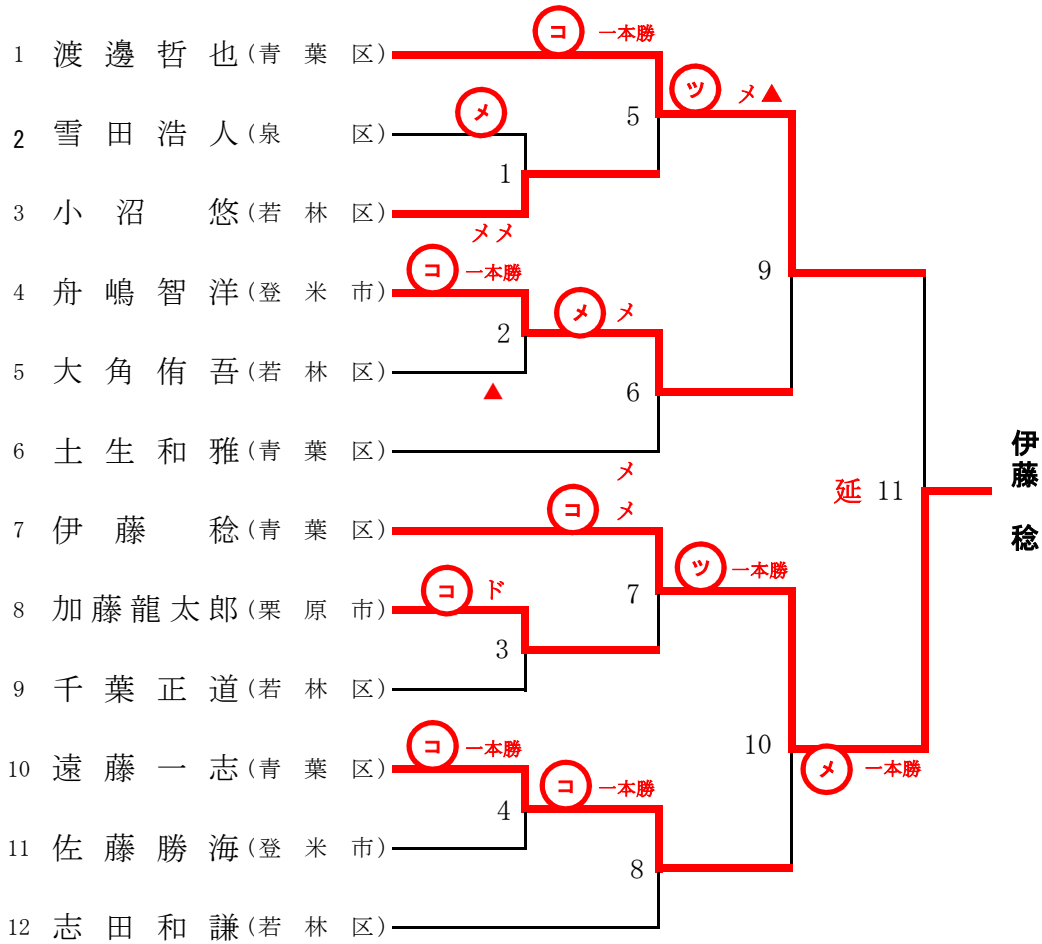 コ 一本勝
1 渡邊哲也(青葉区)
ツ メ▲
5
メ
2 雪田浩人(泉 区)
1
3 小沼 悠(若林区)
メメ
コ 一本勝
9
4 舟嶋智洋(登米市)
メ メ
2
5 大角侑吾(若林区)
▲
6
6 土生和雅(青葉区)
メ
延 11
伊藤 稔
コ メ
7 伊藤 稔(青葉区)
ツ 一本勝
コ ド
7
8 加藤龍太郎(栗原市)
3
9 千葉正道(若林区)
コ 一本勝
10
10 遠藤一志(青葉区)
メ 一本勝
コ 一本勝
4
11 佐藤勝海(登米市)
8
12 志田和謙(若林区)